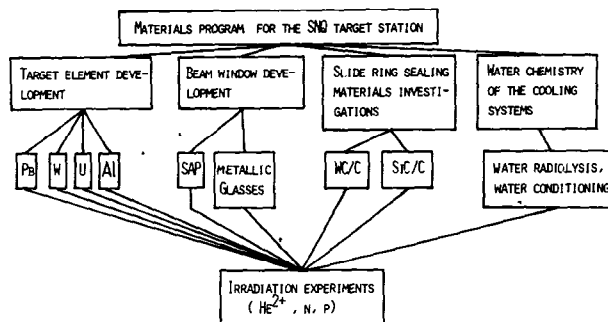 MATERIALS PROGRAM FOR THE SNQ TARGET STATION
TARGET ELEMENT DEVE-
LOPMENT
BEAM WINDOW DEVE-
LOPMENT
SLIDE RING SEALING
MATERIALS INVESTI-
GATIONS
WATER CHEMISTRY
OF THE COOLING
SYSTEMS
PB
W
U
Al
SAP
METALLIC
GLASSES
WC/C
SiC/C
WATER RADIOLYSIS,
WATER CONDITIONING
IRRADIATION EXPERIMENTS
( HE²⁺ , N, P)